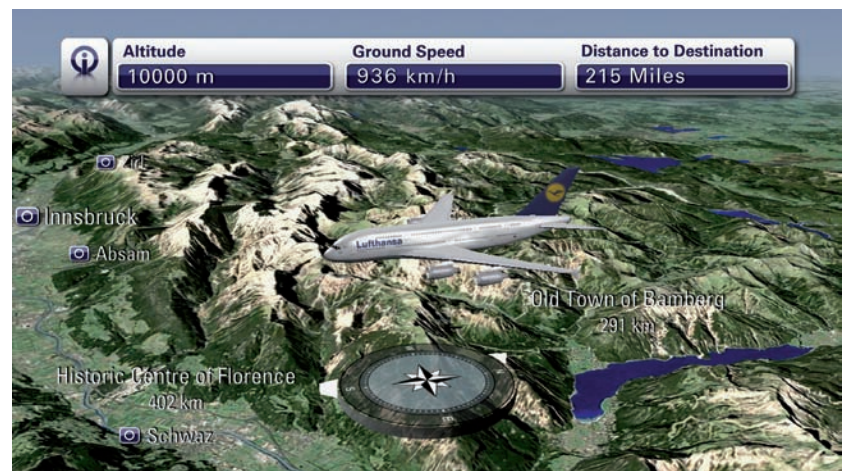 Altitude
Ground Speed
Distance to Destination
10000 m
936 km/h
215 Miles
Zirl
Innsbruck
Absam
Lufthansa
Old Town of Bamberg
291 km
Historic Centre of Florence
402 km
Schwaz